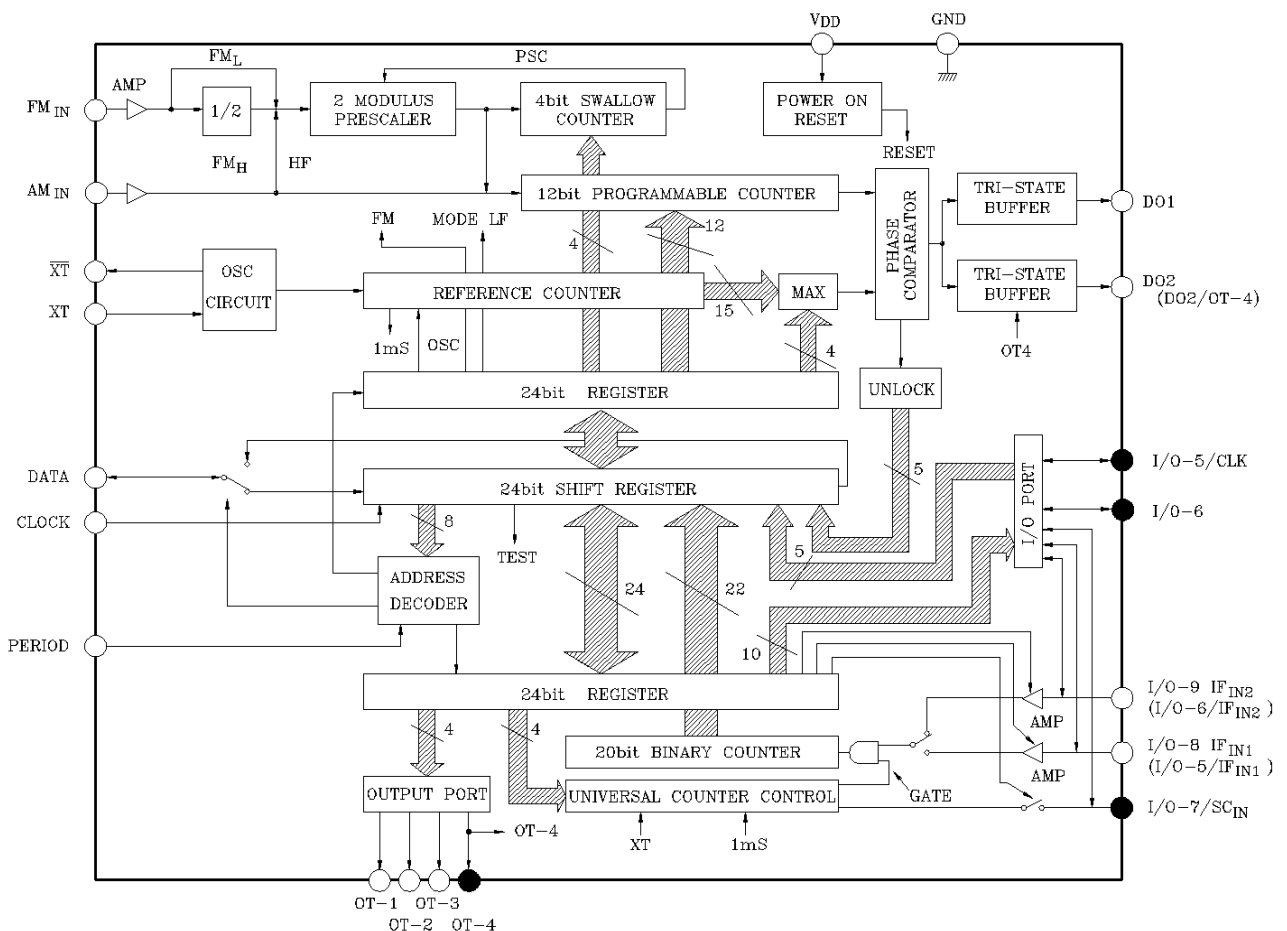 VDD
GND
FML
PSC
AMP
FMIN
1/2
2 MODULUS
PRESCALER
4bit SWALLOW
COUNTER
POWER ON
RESET
RESET
FMH
HF
AMIN
12bit PROGRAMMABLE COUNTER
PHASE
COMPARATOR
TRI-STATE
BUFFER
DO1
FM
MODE LF
4
12
XT
OSC
CIRCUIT
XT
REFERENCE COUNTER
15
MAX
TRI-STATE
BUFFER
DO2
(DO2/OT-4)
1mS
OSC
4
OT4
24bit REGISTER
UNLOCK
5
DATA
24bit SHIFT REGISTER
CLOCK
8
TEST
5
I/O PORT
I/O-5/CLK
I/O-6
ADDRESS
DECODER
24
22
PERIOD
10
24bit REGISTER
4
4
AMP
I/O-9 IFIN2
(I/O-6/IFIN2)
20bit BINARY COUNTER
AMP
I/O-8 IFIN1
(I/O-5/IFIN1)
OUTPUT PORT
UNIVERSAL COUNTER CONTROL
GATE
I/O-7/SCIN
OT-4
XT
1mS
OT-1
OT-3
OT-2
OT-4